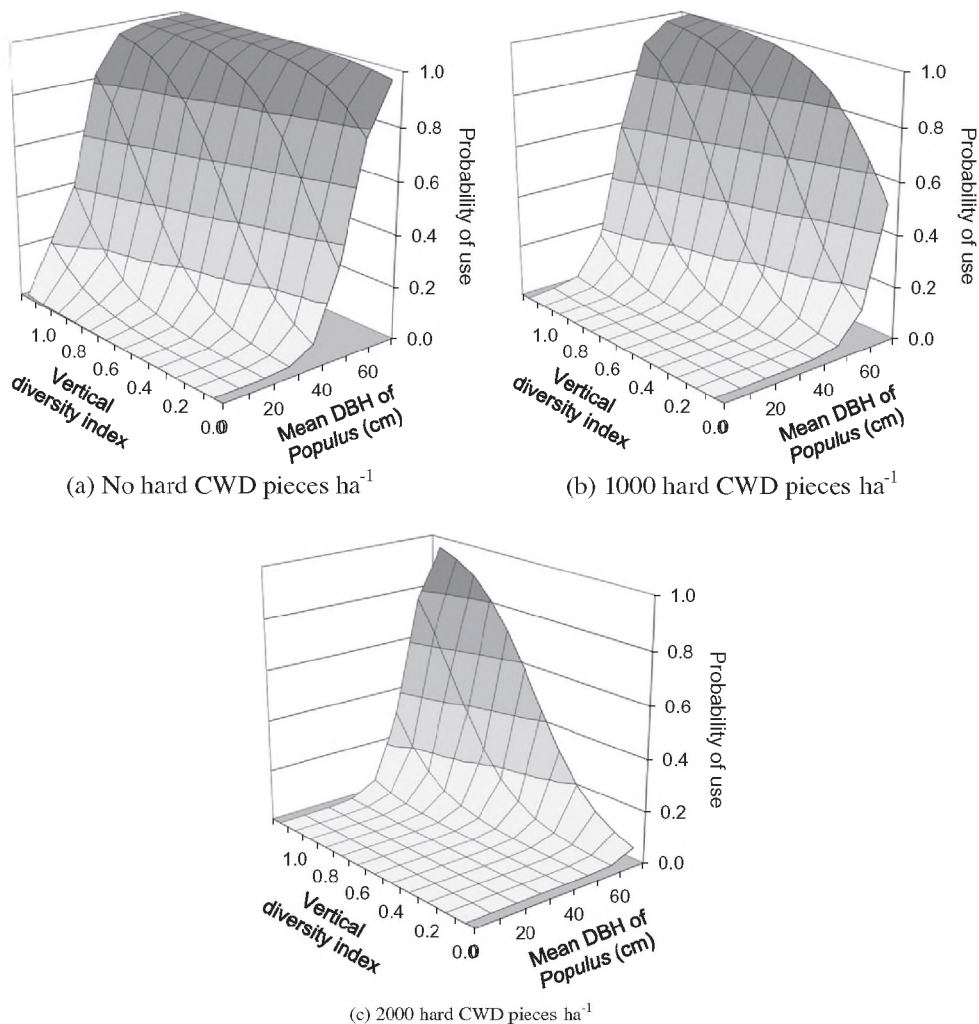 1.0
0.8
0.6
0.4
0.2
0.0
Probability of use
1.0
0.8
0.6
0.4
0.2
0.0
Vertical
diversity index
0
20
40
60
Mean DBH of
Populus (cm)
(a) No hard CWD pieces ha-1
1.0
0.8
0.6
0.4
0.2
0.0
Probability of use
1.0
0.8
0.6
0.4
0.2
0.0
Vertical
diversity index
0
20
40
60
Mean DBH of
Populus (cm)
(b) 1000 hard CWD pieces ha-1
1.0
0.8
0.6
0.4
0.2
0.0
Probability of use
1.0
0.8
0.6
0.4
0.2
0.0
Vertical
diversity index
0
20
40
60
Mean DBH of
Populus (cm)
(c) 2000 hard CWD pieces ha-1